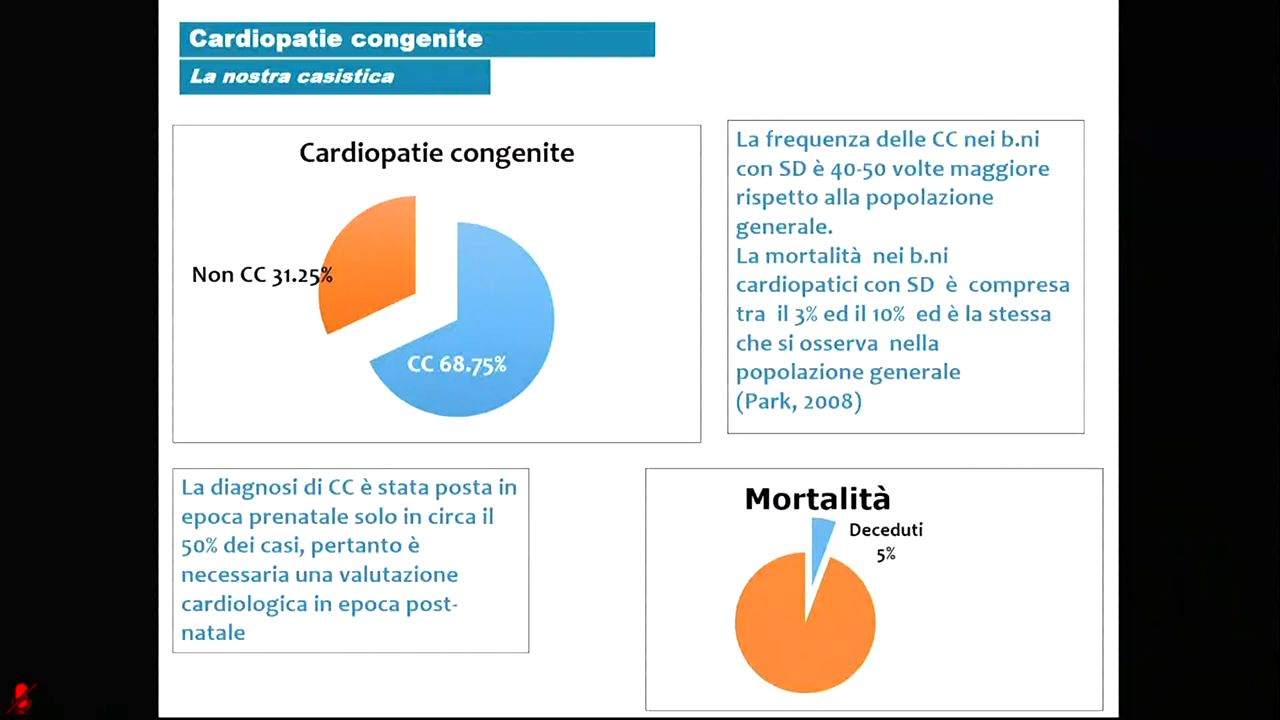 Cardiopatie congenite
La nostra casistica
Cardiopatie congenite
Non CC 31.25%
CC 68.75%
La frequenza delle CC nei b.ni
con SD è 40-50 volte maggiore
rispetto alla popolazione
generale.
La mortalità nei b.ni
cardiopatici con SD è compresa
tra il 3% ed il 10% ed è la stessa
che si osserva nella
popolazione generale
(Park, 2008)
La diagnosi di CC è stata posta in
epoca prenatale solo in circa il
50% dei casi, pertanto è
necessaria una valutazione
cardiologica in epoca post-
natale
Mortalità
Deceduti
5%